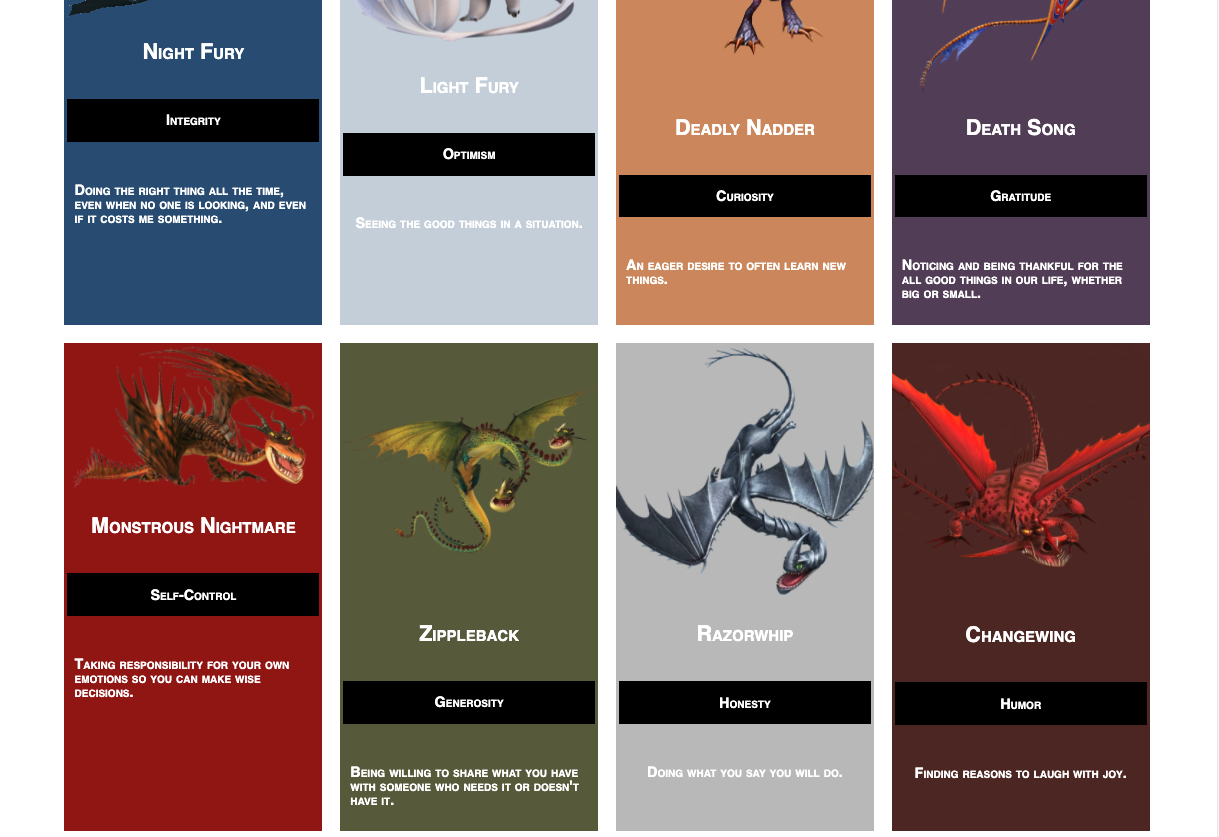 Night Fury
Integrity
Doing the right thing all the time,
even when no one is looking, and even
if it costs me something.
Light Fury
Optimism
Seeing the good things in a situation.
Deadly Nadder
Curiosity
An eager desire to often learn new
things.
Death Song
Gratitude
Noticing and being thankful for the
all good things in our life, whether
big or small.
Monstrous Nightmare
Self-Control
Taking responsibility for your own
emotions so you can make wise
decisions.
Zippleback
Generosity
Being willing to share what you have
with someone who needs it or doesn't
have it.
Razorwhip
Honesty
Doing what you say you will do.
Changewing
Humor
Finding reasons to laugh with joy.